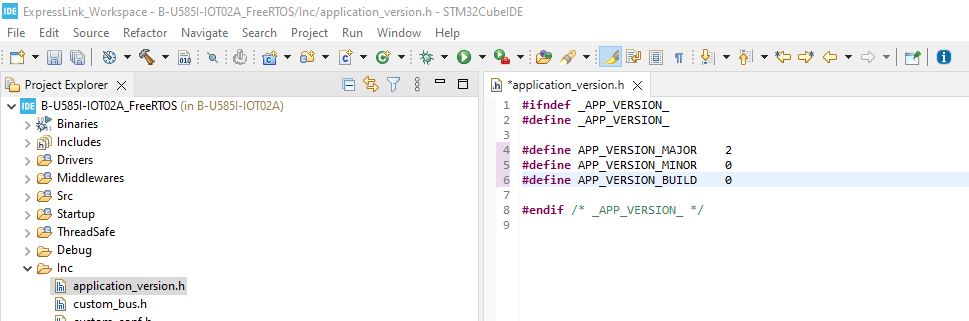 IDE ExpressLink_Workspace - B-U585I-IOT02A_FreeRTOS/Inc/application_version.h - STM32CubeIDE
File Edit Source Refactor Navigate Search Project Run Window Help
Project Explorer
*application_version.h
IDE B-U585I-IOT02A_FreeRTOS (in B-U585I-IOT02A)
Binaries
Includes
Drivers
Middlewares
Src
Startup
ThreadSafe
Debug
Inc
application_version.h
custom_bus.h
custom_conf.h
1 #ifndef _APP_VERSION_
2 #define _APP_VERSION_
3
4 #define APP_VERSION_MAJOR 2
5 #define APP_VERSION_MINOR 0
6 #define APP_VERSION_BUILD 0
7
8 #endif /* _APP_VERSION_ */
9